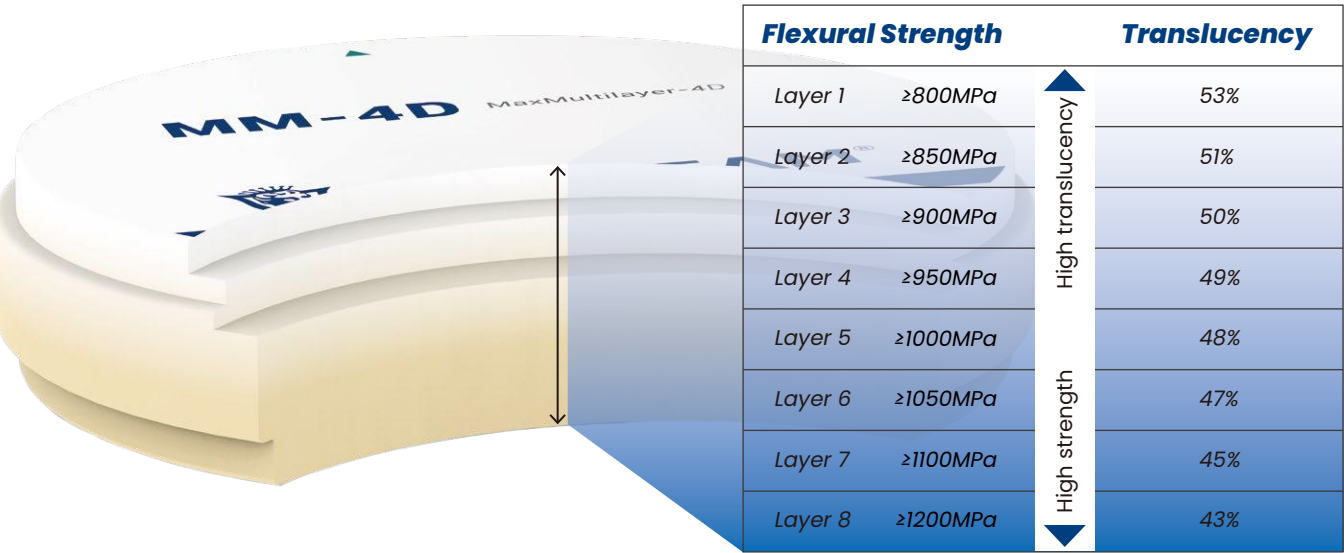 MM-4D MaxMultilayer-4D
Flexural Strength Translucency
Layer 1 ≥800MPa 53%
Layer 2 ≥850MPa 51%
Layer 3 ≥900MPa 50%
Layer 4 ≥950MPa 49%
Layer 5 ≥1000MPa 48%
Layer 6 ≥1050MPa 47%
Layer 7 ≥1100MPa 45%
Layer 8 ≥1200MPa 43%
High translucency
High strength